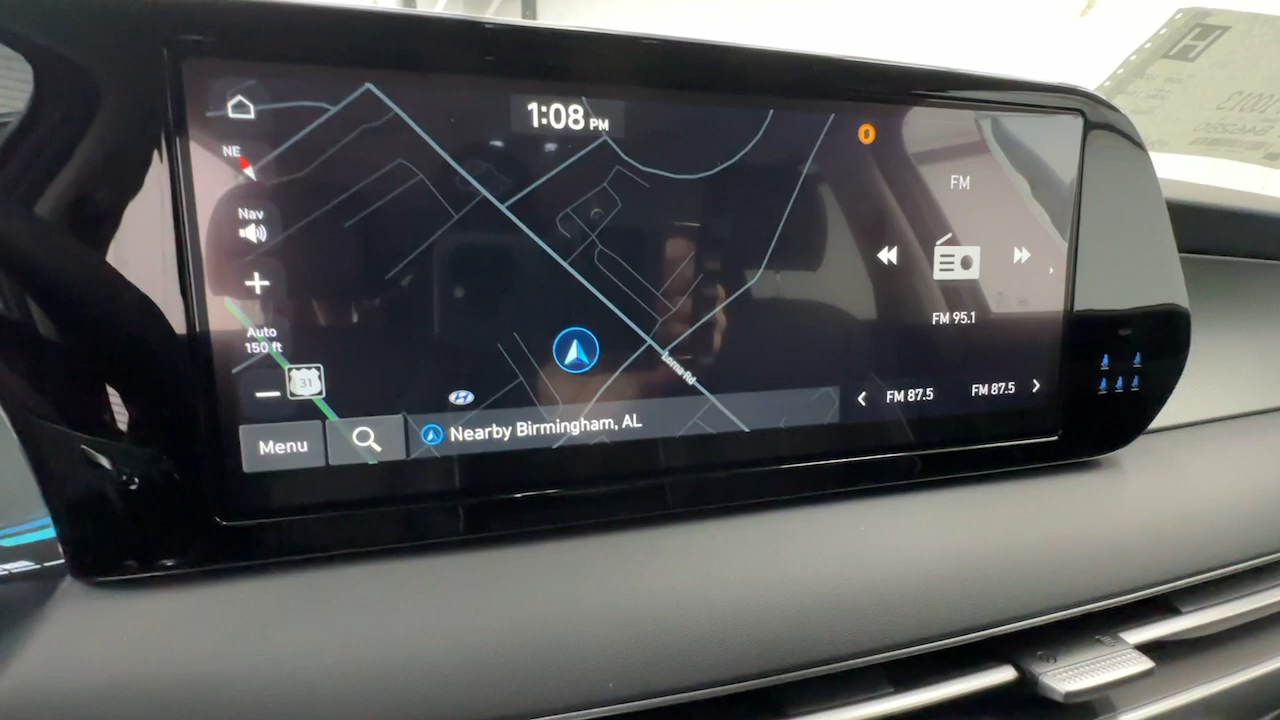 1:08 PM
NE
Nav
FM
FM 95.1
Auto
150 ft
31
Lorna Rd
FM 87.5
FM 87.5
Menu
Nearby Birmingham, AL